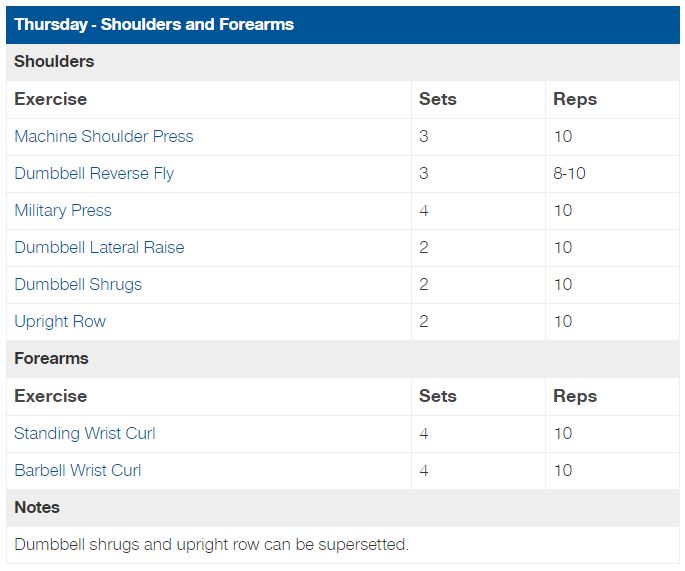 Thursday - Shoulders and Forearms
Shoulders
Exercise Sets Reps
Machine Shoulder Press 3 10
Dumbbell Reverse Fly 3 8-10
Military Press 4 10
Dumbbell Lateral Raise 2 10
Dumbbell Shrugs 2 10
Upright Row 2 10
Forearms
Exercise Sets Reps
Standing Wrist Curl 4 10
Barbell Wrist Curl 4 10
Notes
Dumbbell shrugs and upright row can be supersetted.